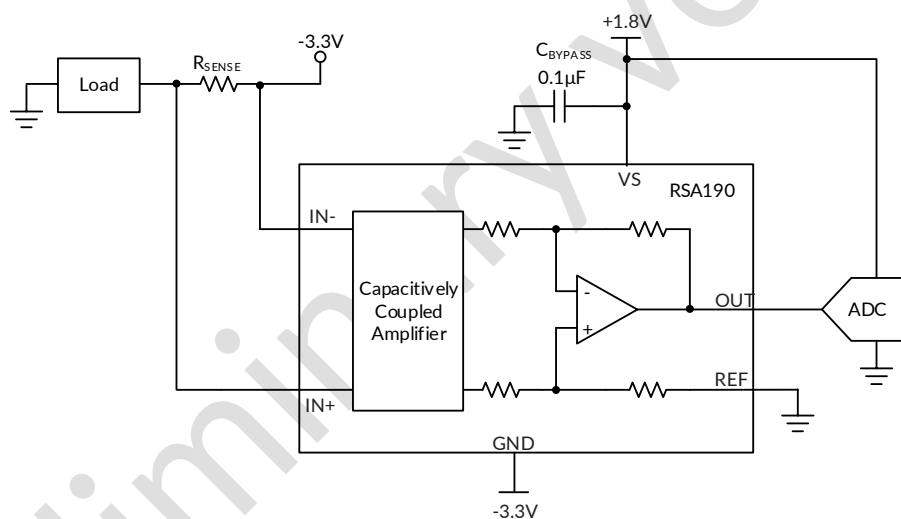 +1.8V
-3.3V
CBYPASS
0.1µF
RSENSE
Load
VS
RSA190
IN-
Capacitively
Coupled
Amplifier
-
+
OUT
ADC
REF
IN+
GND
-3.3V